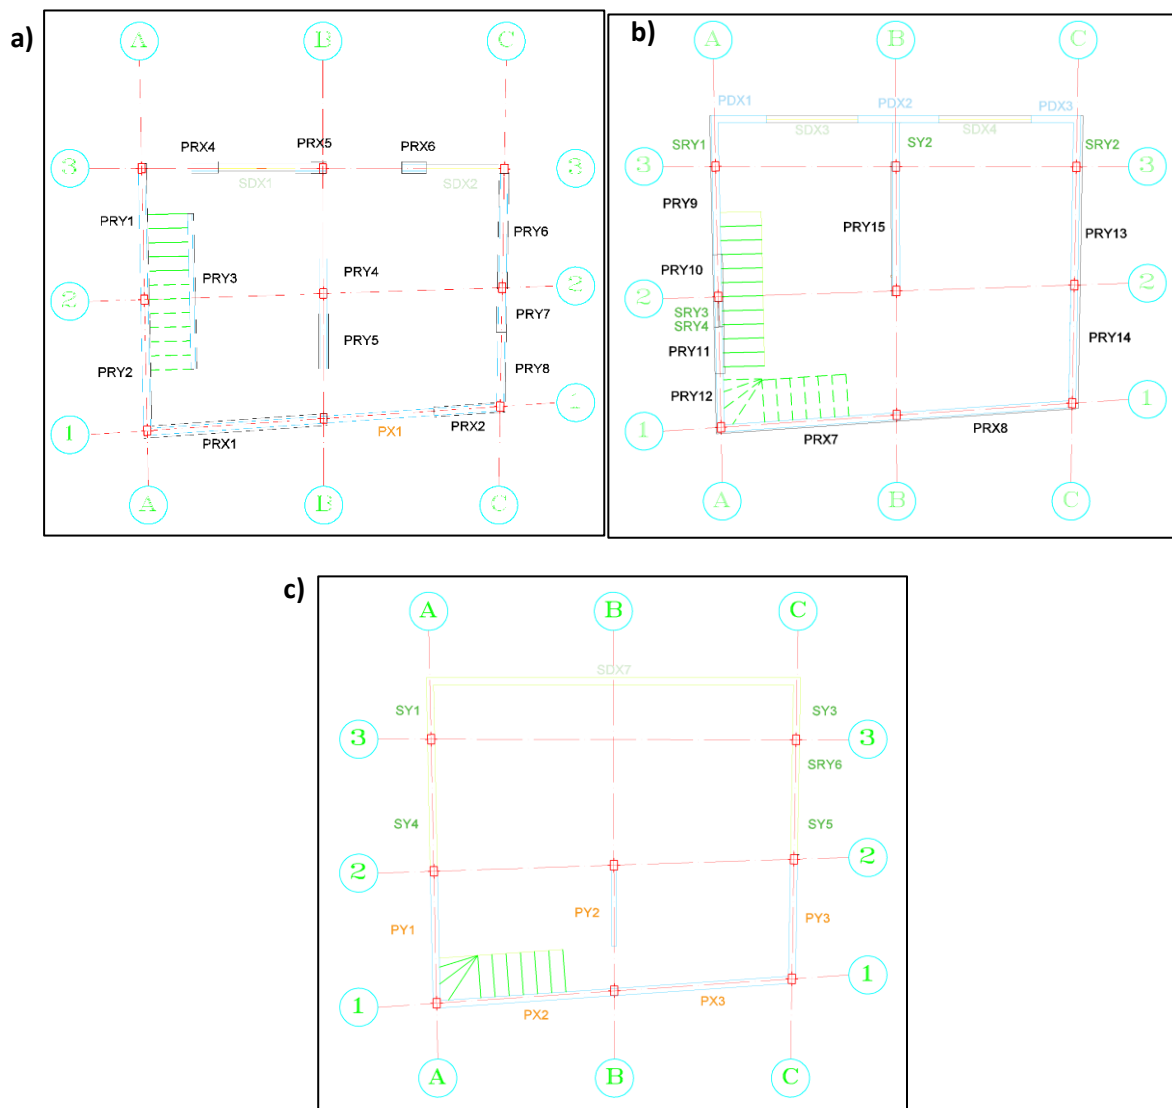 a)
A B C
PRX4 PRX5 PRX6
3 3
SDX1 SDX2
PRY1 PRY6
PRY3 PRY4
2 2
PRY7
PRY5
PRY2 PRY8
1 1
PRX1 PX1 PRX2
A B C
b)
A B C
PDX1 PDX2 PDX3
SDX3 SDX4
SRY1 SY2 SRY2
3 3
PRY9 PRY15 PRY13
PRY10
2 2
SRY3
SRY4
PRY14
PRY11
PRY12
1 1
PRX7 PRX8
A B C
c)
A B C
SDX7
SY1 SY3
3 3
SRY6
SY4 SY5
2 2
PY1 PY2 PY3
1 1
PX2 PX3
A B C